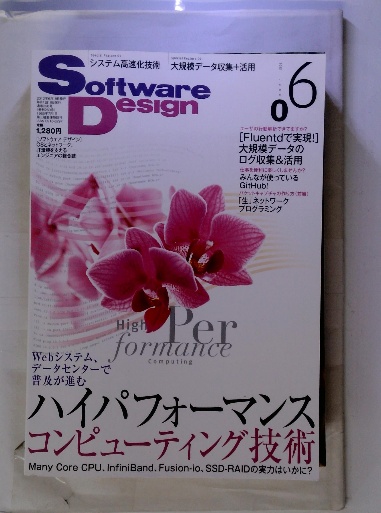 システム高速化技術
大規模データ収集+活用
Software
Design
06
1,280円
[Fluentdで実現!]
大規模データの
ログ収集&活用
みんなが使っている
GitHub!
「生」ネットワーク
プログラミング
High Per
formance
Computing
Webシステム、
データセンターで
普及が進む
ハイパフォーマンス
コンピューティング技術
Many Core CPU、InfiniBand、Fusion-io、SSD-RAIDの実力はいかに?